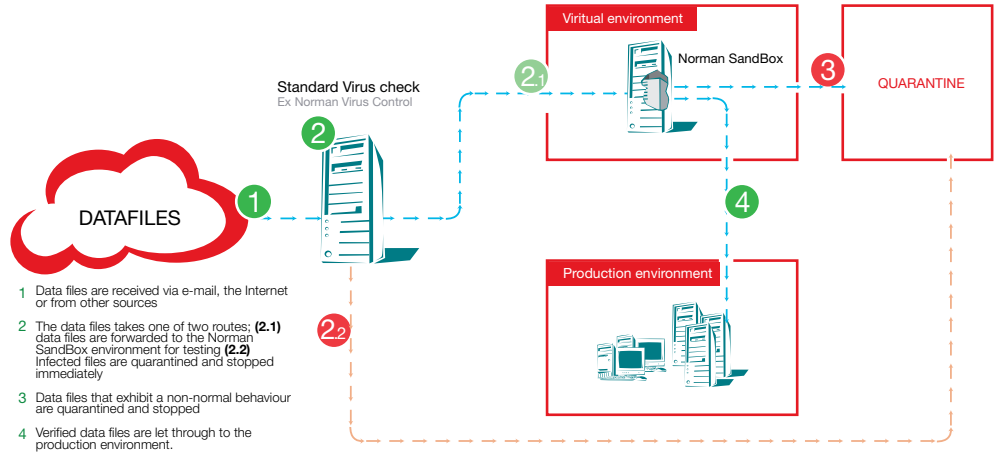 Viritual environment
Norman SandBox
QUARANTINE
2.1
3
Standard Virus check
Ex Norman Virus Control
2
DATAFILES
1
4
Production environment
2.2
1 Data files are received via e-mail, the Internet
or from other sources
2 The data files takes one of two routes; (2.1)
data files are forwarded to the Norman
SandBox environment for testing (2.2)
Infected files are quarantined and stopped
immediately
3 Data files that exhibit a non-normal behaviour
are quarantined and stopped
4 Verified data files are let through to the
production environment.